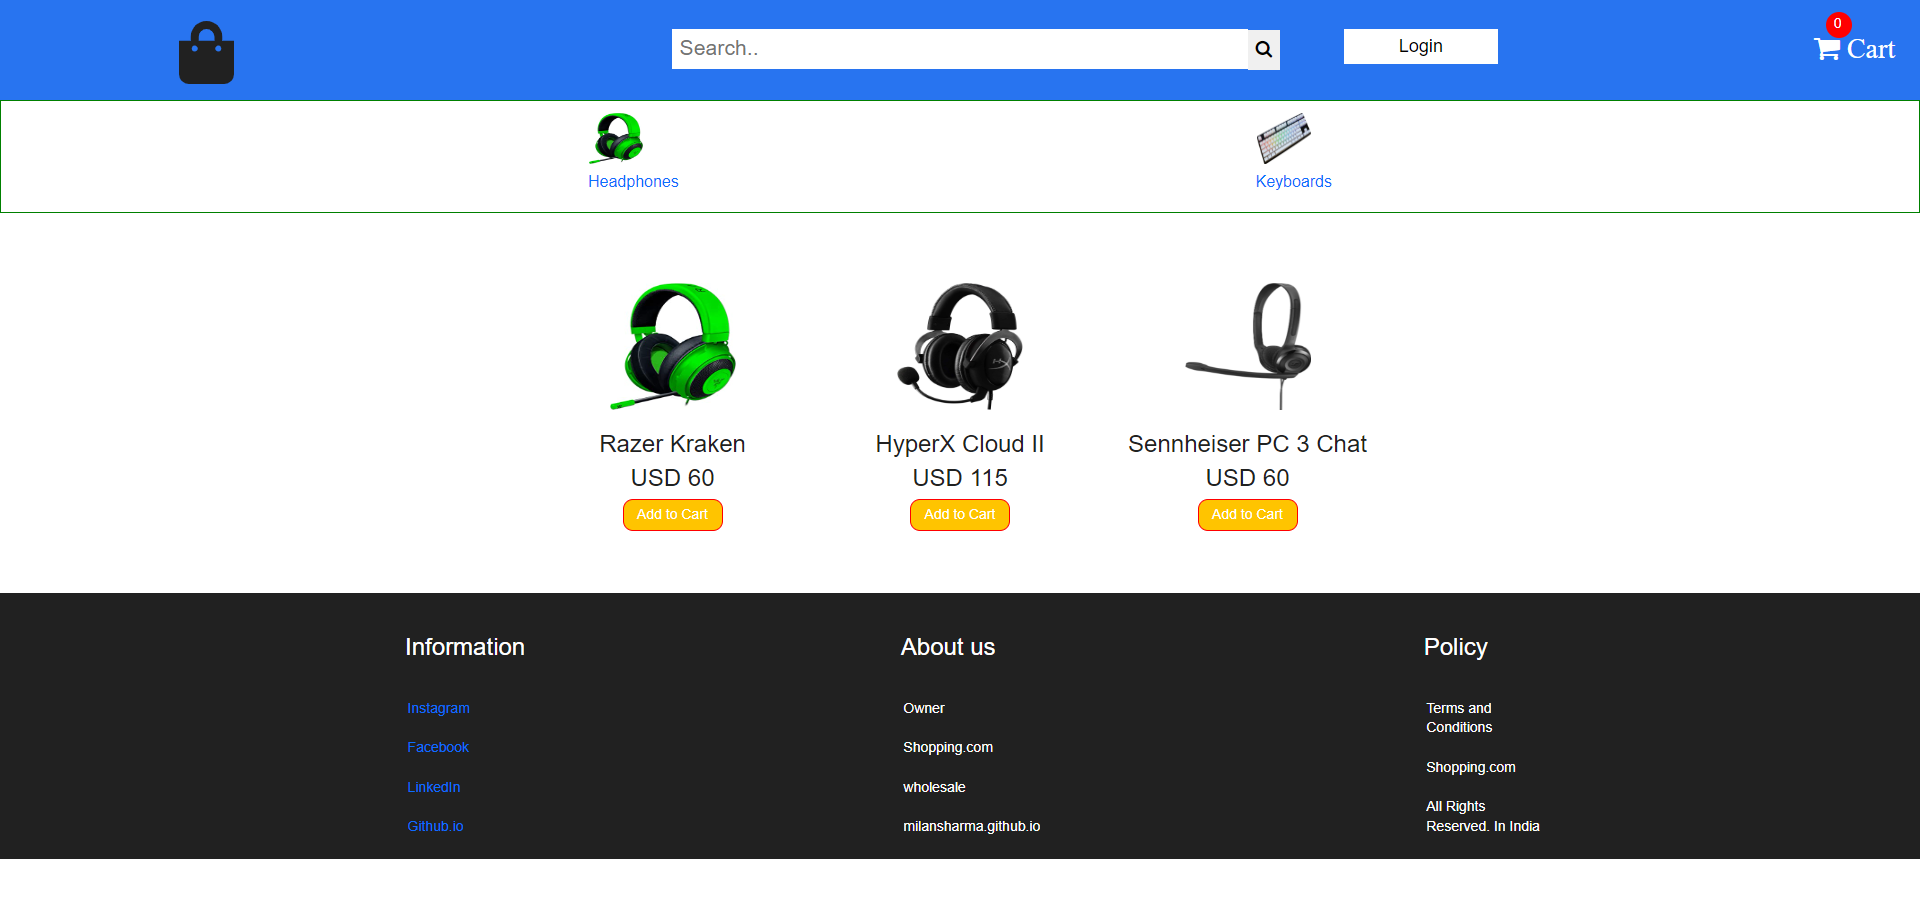 Search..
Login
0
Cart
Headphones
Keyboards
Razer Kraken
USD 60
Add to Cart
HyperX Cloud II
USD 115
Add to Cart
Sennheiser PC 3 Chat
USD 60
Add to Cart
Information
Instagram
Facebook
LinkedIn
Github.io
About us
Owner
Shopping.com
wholesale
milansharma.github.io
Policy
Terms and
Conditions
Shopping.com
All Rights
Reserved. In India